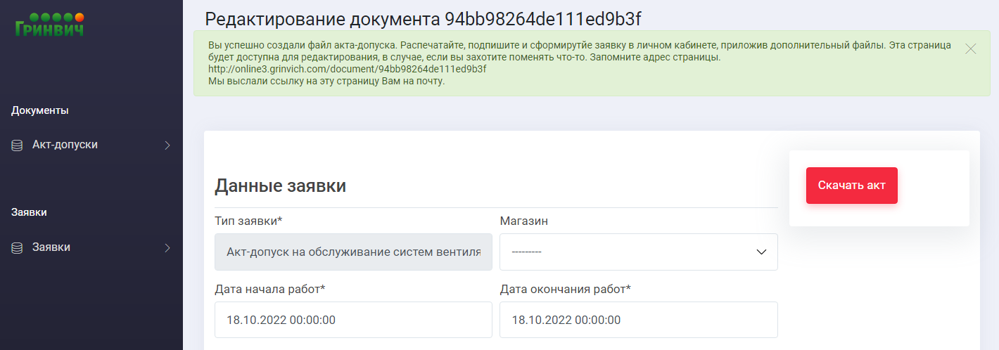 Гринвич
Редактирование документа 94bb98264de111ed9b3f
Вы успешно создали файл акта-допуска. Распечатайте, подпишите и сформирутйе заявку в личном кабинете, приложив дополнительный файлы. Эта страница
будет доступна для редактирования, в случае, если вы захотите поменять что-то. Запомните адрес страницы.
http://online3.grinvich.com/document/94bb98264de111ed9b3f
Мы выслали ссылку на эту страницу Вам на почту.
Документы
Акт-допуски
Заявки
Заявки
Данные заявки
Скачать акт
Тип заявки*
Магазин
Акт-допуск на обслуживание систем вентиля
---------
Дата начала работ*
Дата окончания работ*
18.10.2022 00:00:00
18.10.2022 00:00:00